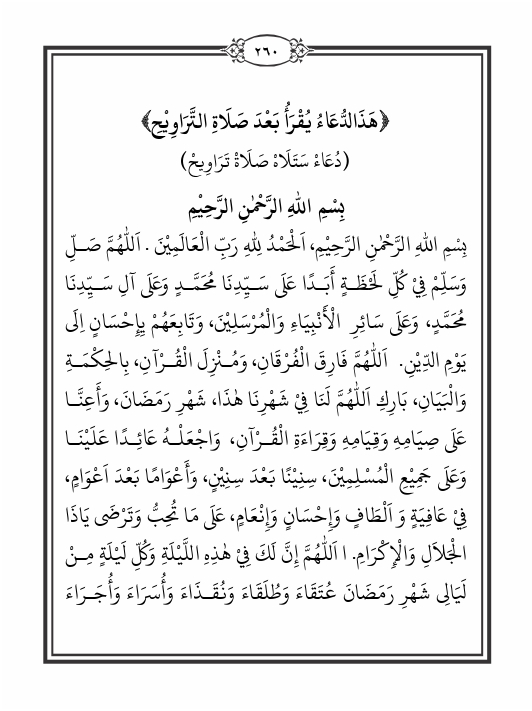 ٢٦٠
﴿هَذَاالدُّعَاءُ يُقْرَأُ بَعْدَ صَلَاةِ التَّرَاوِيْحِ﴾
(دُعَاءْ سَتَلَاهْ صَلَاةْ تَرَاوِيحْ)
بِسْمِ اللهِ الرَّحْمٰنِ الرَّحِيْمِ
بِسْمِ اللهِ الرَّحْمٰنِ الرَّحِيْمِ، اَلْحَمْدُ لِلهِ رَبِّ الْعَالَمِيْنَ . اَللّٰهُمَّ صَلِّ
وَسَلِّمْ فِيْ كُلِّ لَحْظَةٍ أَبَدًا عَلَى سَيِّدِنَا مُحَمَّدٍ وَعَلَى آلِ سَيِّدِنَا
مُحَمَّدٍ، وَعَلَى سَائِرِ الْأَنْبِيَاءِ وَالْمُرْسَلِيْنَ، وَتَابِعَهُمْ بِإِحْسَانٍ اِلَى
يَوْمِ الدِّيْنِ. اَللّٰهُمَّ فَارِقَ الْفُرْقَانِ، وَمُنْزِلَ الْقُرْآنِ، بِالْحِكْمَةِ
وَالْبَيَانِ، بَارِكِ اَللّٰهُمَّ لَنَا فِيْ شَهْرِنَا هٰذَا، شَهْرِ رَمَضَانَ، وَأَعِنَّا
عَلَى صِيَامِهِ وَقِيَامِهِ وَقِرَاءَةِ الْقُرْآنِ، وَاجْعَلْهُ عَائِدًا عَلَيْنَا
وَعَلَى جَمِيْعِ الْمُسْلِمِيْنَ، سِنِيْنًا بَعْدَ سِنِيْنٍ، وَأَعْوَامًا بَعْدَ اَعْوَامٍ،
فِيْ عَافِيَةٍ وَ اَلْطَافٍ وَإِحْسَانٍ وَإِنْعَامٍ، عَلَى مَا تُحِبُّ وَتَرْضَى يَاذَا
الْجَلَالِ وَالْإِكْرَامِ. ١ اَللّٰهُمَّ إِنَّ لَكَ فِيْ هٰذِهِ اللَّيْلَةِ وَكُلِّ لَيْلَةٍ مِنْ
لَيَالِى شَهْرِ رَمَضَانَ عُتَقَاءَ وَطُلَقَاءَ وَنُقَذَاءَ وَأُسَرَاءَ وَأُجَرَاءَ